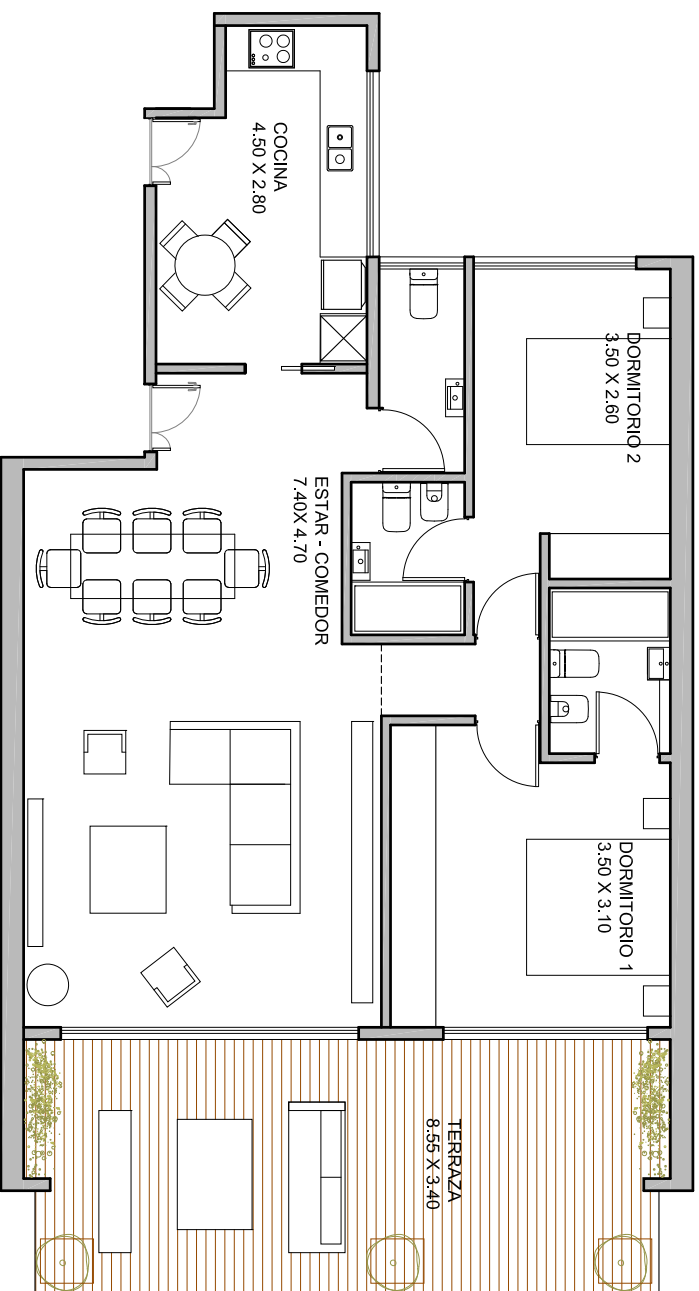 COCINA
4.50 X 2.80
DORMITORIO 2
3.50 X 2.60
ESTAR - COMEDOR
7.40X 4.70
DORMITORIO 1
3.50 X 3.10
TERRAZA
8.55 X 3.40